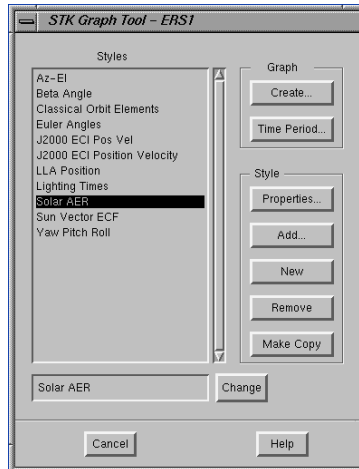 STK Graph Tool – ERS1
Styles
Az-El
Beta Angle
Classical Orbit Elements
Euler Angles
J2000 ECI Pos Vel
J2000 ECI Position Velocity
LLA Position
Lighting Times
Solar AER
Sun Vector ECF
Yaw Pitch Roll
Graph
Create...
Time Period...
Style
Properties...
Add...
New
Remove
Make Copy
Solar AER
Change
Cancel
Help